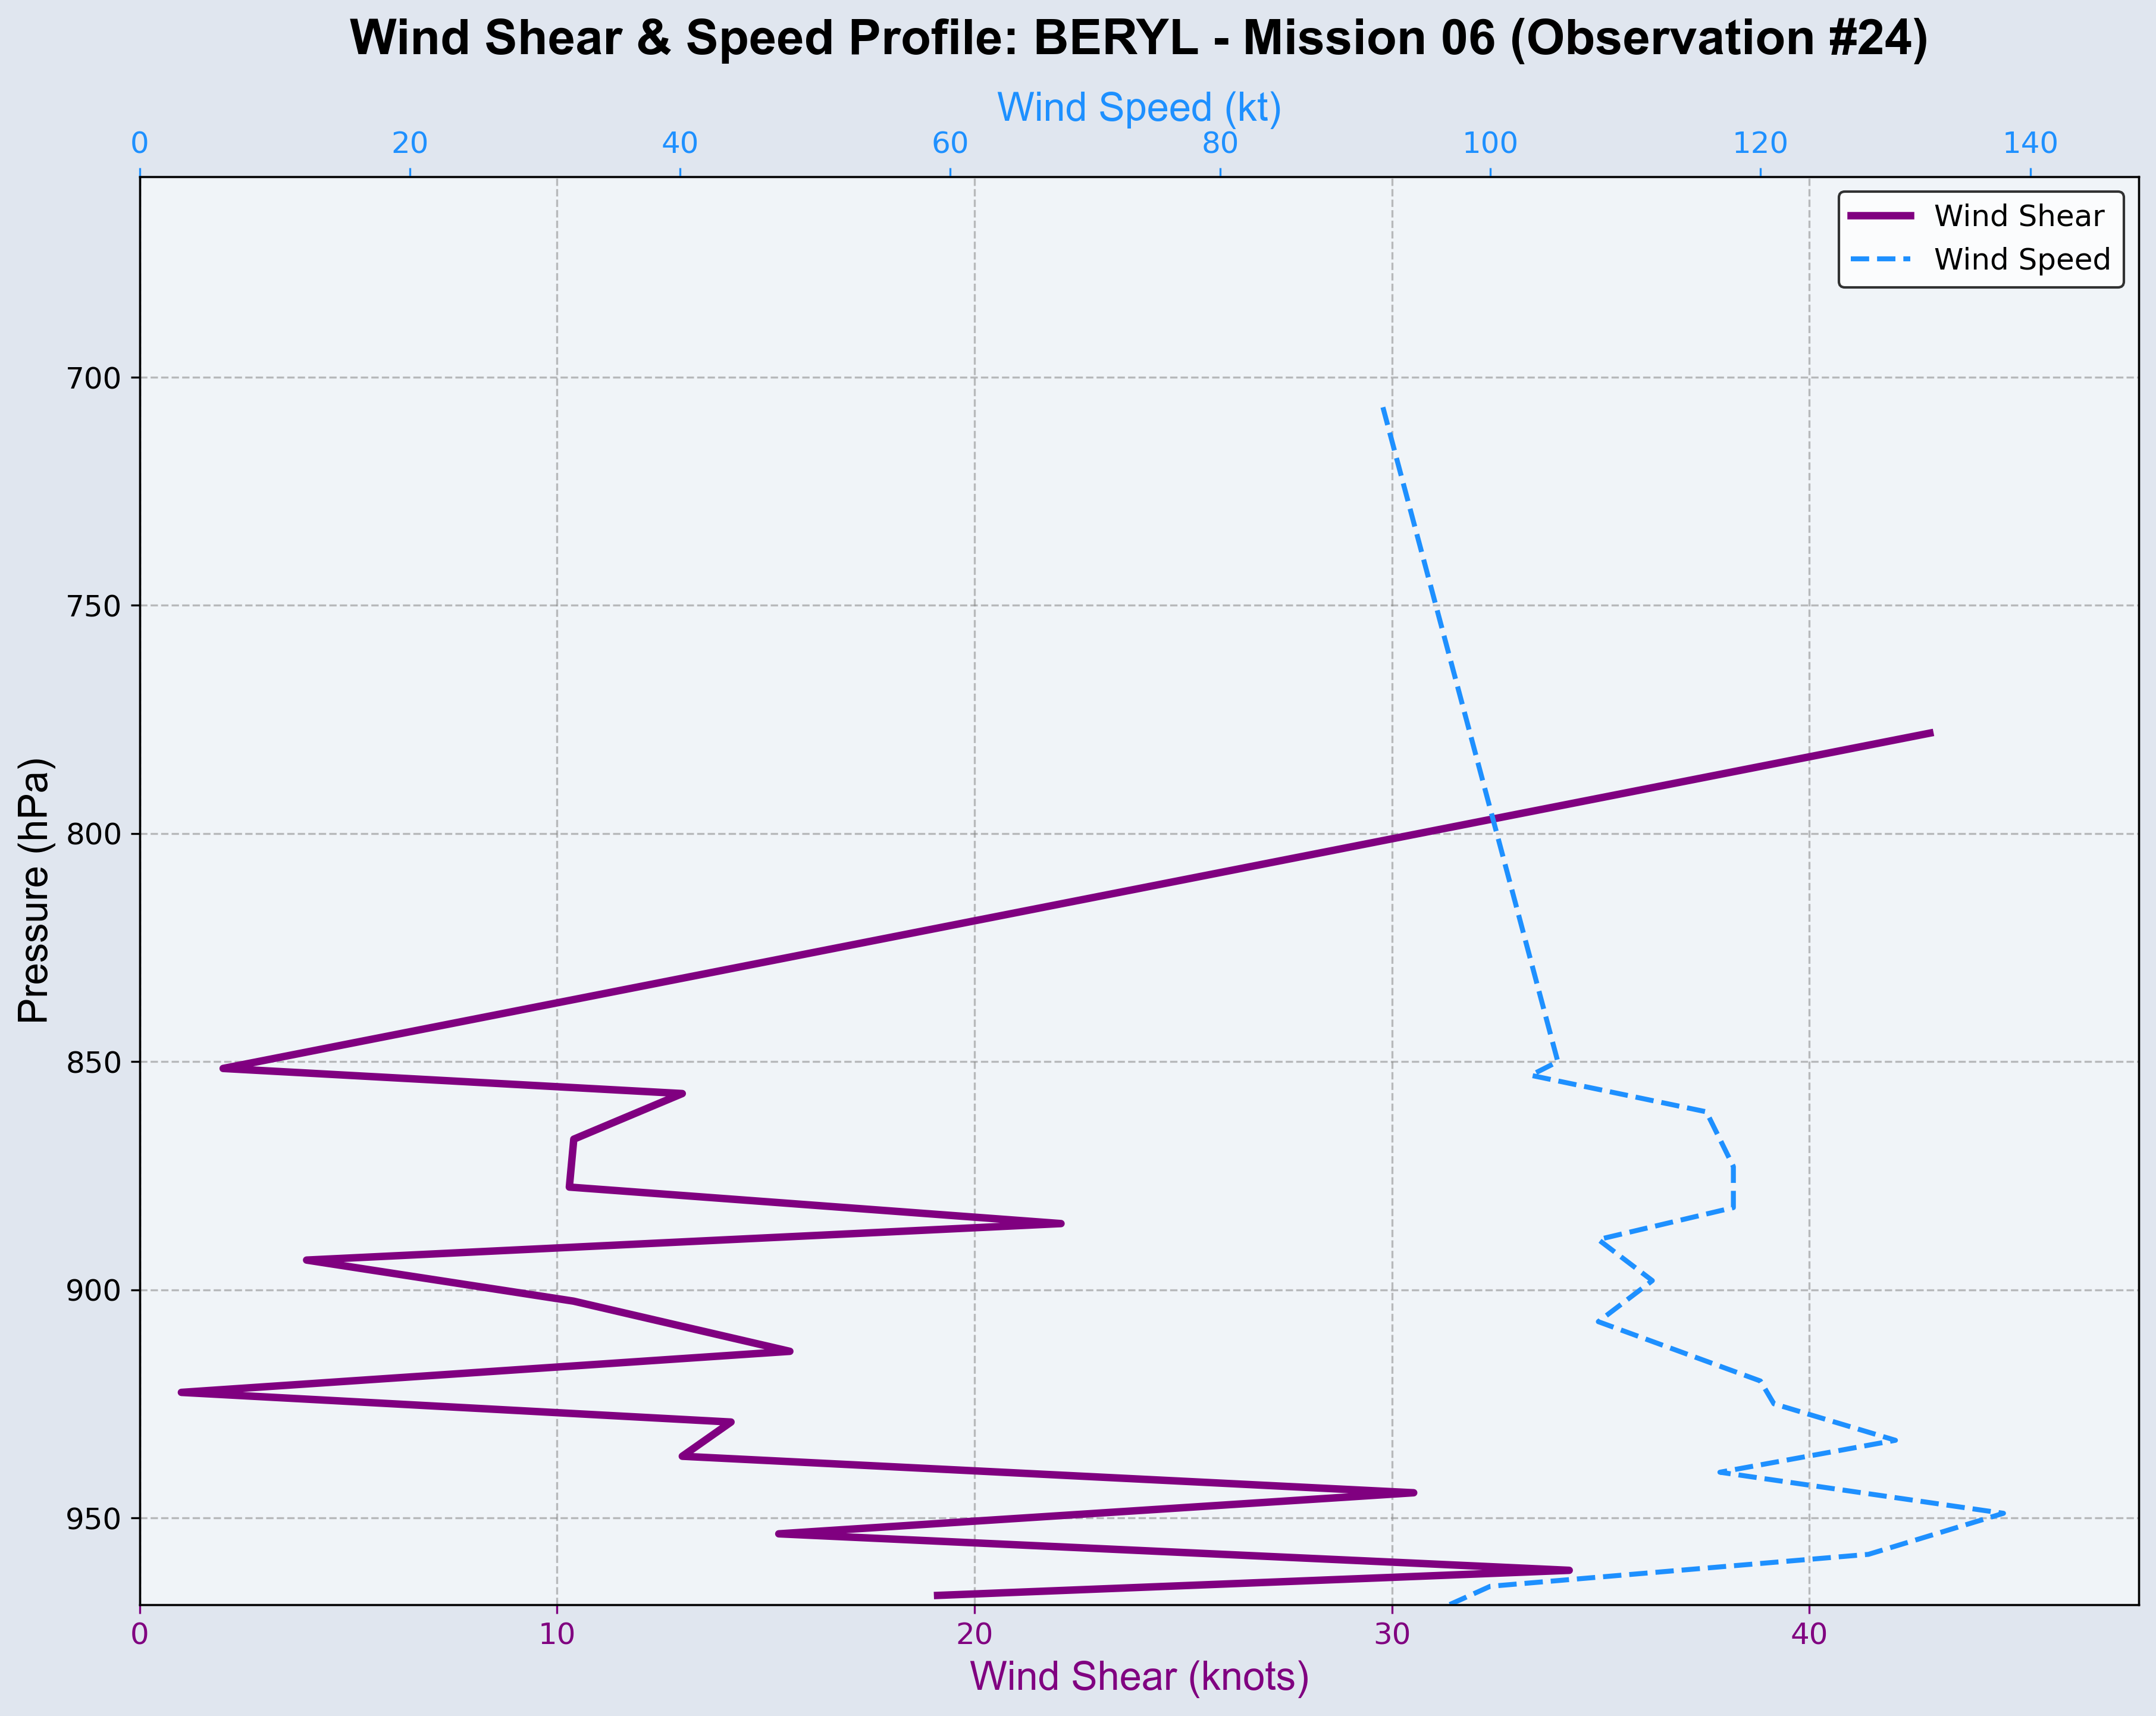 Wind Shear & Speed Profile: BERYL - Mission 06 (Observation #24)
Wind Speed (kt)
0 20 40 60 80 100 120 140
Wind Shear
Wind Speed
Pressure (hPa)
700
750
800
850
900
950
0 10 20 30 40
Wind Shear (knots)